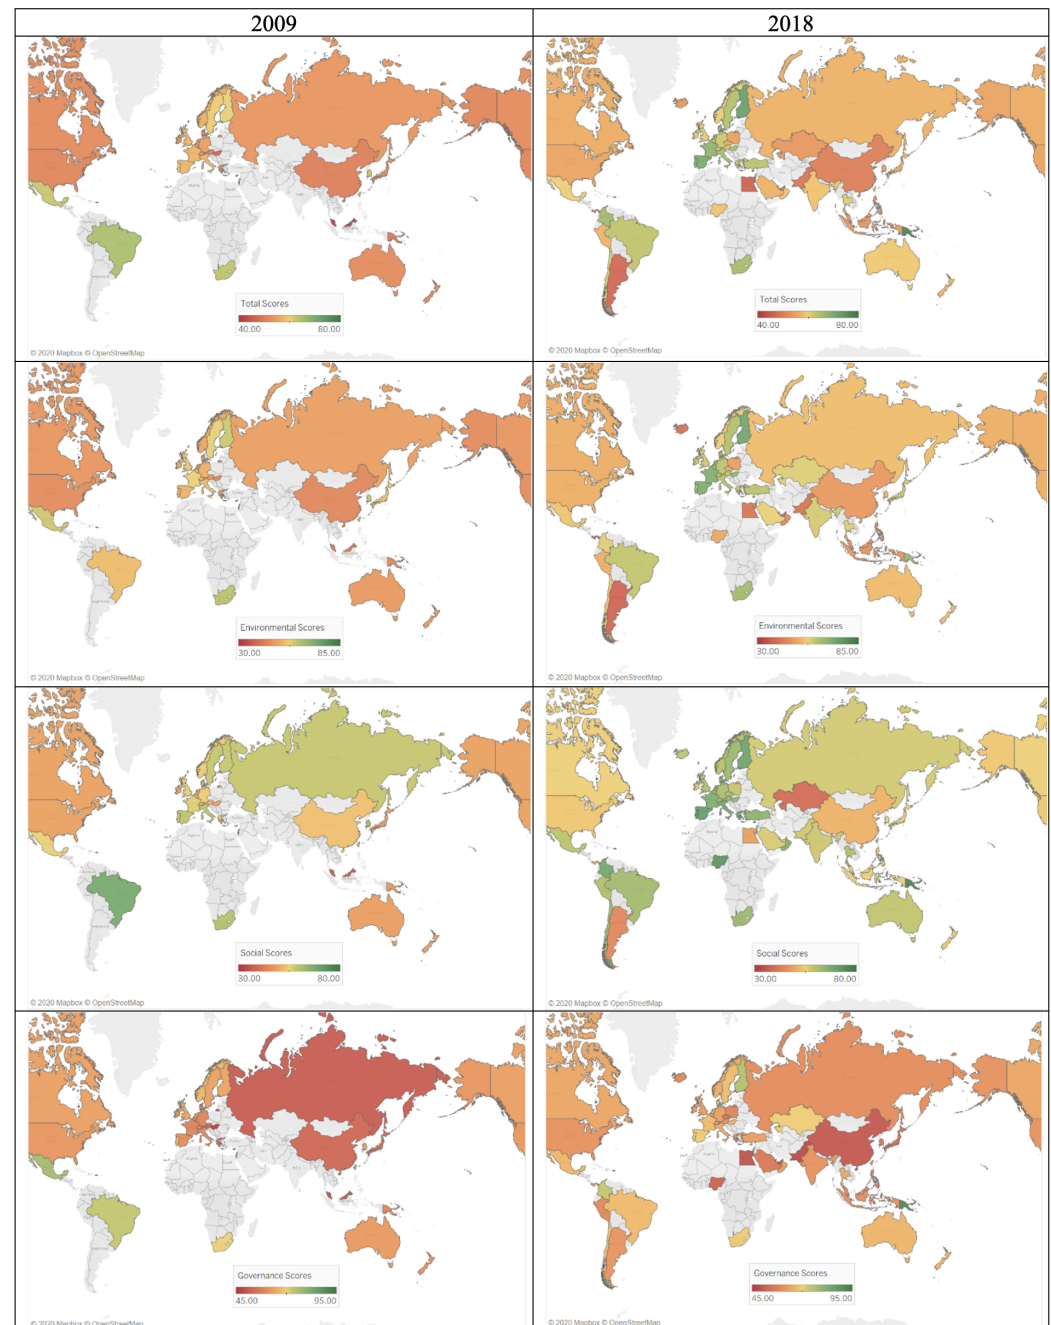 2009
2018
Total Scores
40.00 80.00
© 2020 Mapbox © OpenStreetMap
Total Scores
40.00 80.00
© 2020 Mapbox © OpenStreetMap
Environmental Scores
30.00 85.00
© 2020 Mapbox © OpenStreetMap
Environmental Scores
30.00 85.00
© 2020 Mapbox © OpenStreetMap
Social Scores
30.00 80.00
© 2020 Mapbox © OpenStreetMap
Social Scores
30.00 80.00
© 2020 Mapbox © OpenStreetMap
Governance Scores
45.00 95.00
© 2020 Mapbox © OpenStreetMap
Governance Scores
45.00 95.00
© 2020 Mapbox © OpenStreetMap